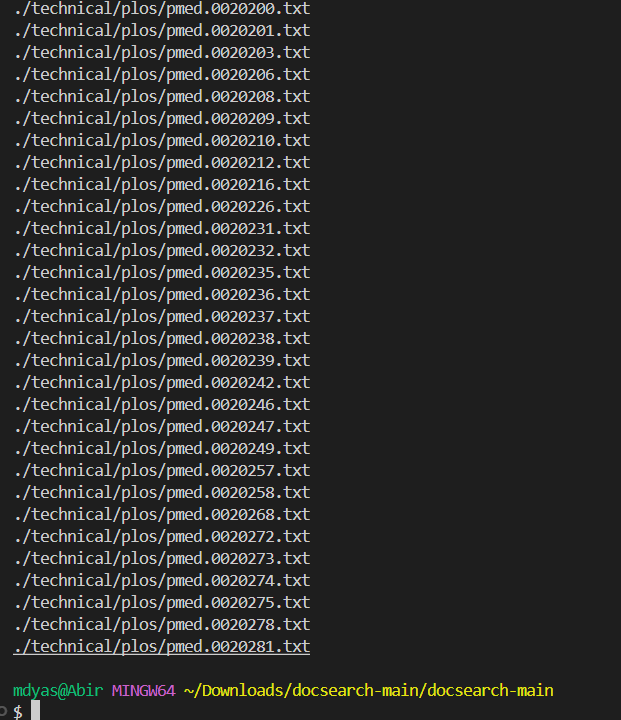 ./technical/plos/pmed.0020200.txt
./technical/plos/pmed.0020201.txt
./technical/plos/pmed.0020203.txt
./technical/plos/pmed.0020206.txt
./technical/plos/pmed.0020208.txt
./technical/plos/pmed.0020209.txt
./technical/plos/pmed.0020210.txt
./technical/plos/pmed.0020212.txt
./technical/plos/pmed.0020216.txt
./technical/plos/pmed.0020226.txt
./technical/plos/pmed.0020231.txt
./technical/plos/pmed.0020232.txt
./technical/plos/pmed.0020235.txt
./technical/plos/pmed.0020236.txt
./technical/plos/pmed.0020237.txt
./technical/plos/pmed.0020238.txt
./technical/plos/pmed.0020239.txt
./technical/plos/pmed.0020242.txt
./technical/plos/pmed.0020246.txt
./technical/plos/pmed.0020247.txt
./technical/plos/pmed.0020249.txt
./technical/plos/pmed.0020257.txt
./technical/plos/pmed.0020258.txt
./technical/plos/pmed.0020268.txt
./technical/plos/pmed.0020272.txt
./technical/plos/pmed.0020273.txt
./technical/plos/pmed.0020274.txt
./technical/plos/pmed.0020275.txt
./technical/plos/pmed.0020278.txt
./technical/plos/pmed.0020281.txt
mdyas@Abir MINGW64 ~/Downloads/docsearch-main/docsearch-main
$